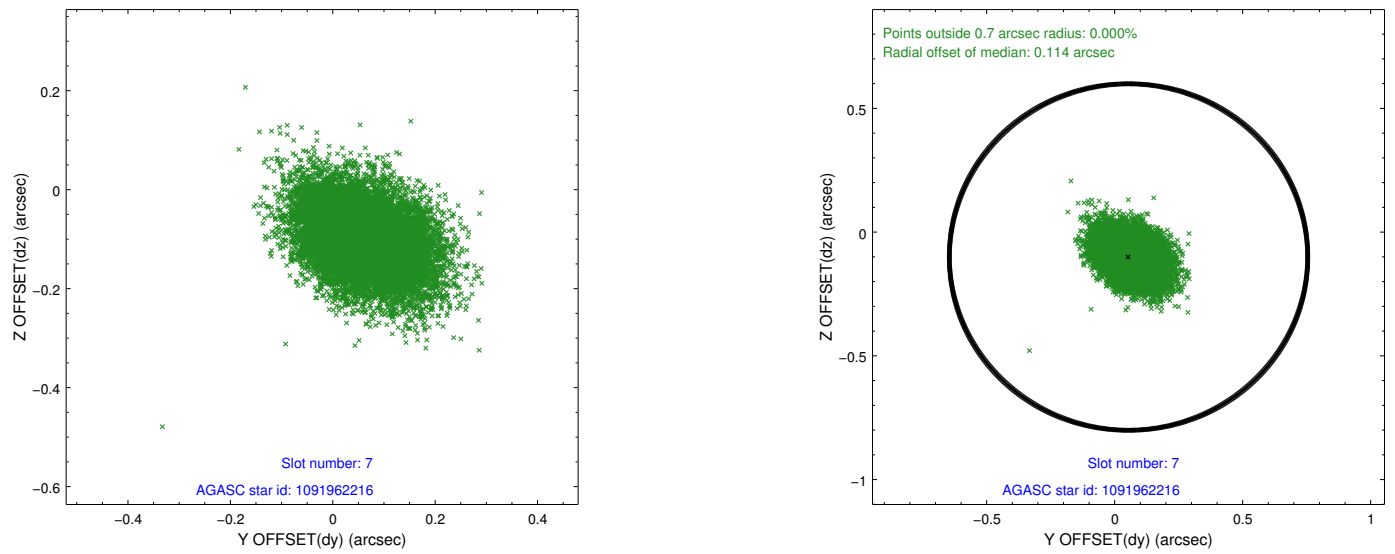 0.2
0
−0.2
−0.4
−0.6
Z OFFSET(dz) (arcsec)
−0.4
−0.2
0
0.2
0.4
Y OFFSET(dy) (arcsec)
Slot number: 7
AGASC star id: 1091962216
Points outside 0.7 arcsec radius: 0.000%
Radial offset of median: 0.114 arcsec
0.5
0
−0.5
−1
Z OFFSET(dz) (arcsec)
−0.5
0
0.5
1
Y OFFSET(dy) (arcsec)
Slot number: 7
AGASC star id: 1091962216